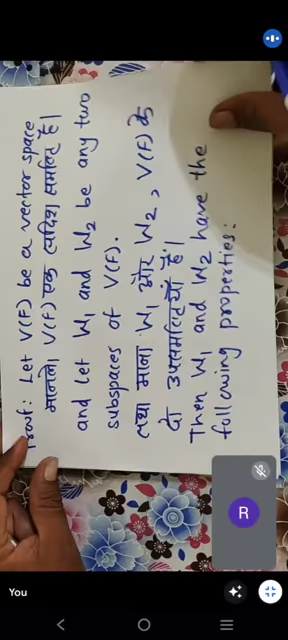 Proof: Let V(F) be a vector space
मानलो V(F) एक सदिश समष्टि है।
and let W₁ and W₂ be any two
subspaces of V(F).
तथा माना W₁ और W₂, V(F) के
दो उपसमष्टियाँ हैं।
Then W₁ and W₂ have the
following properties:
R
You